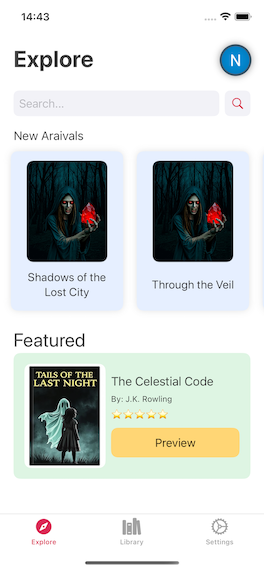 14:43
Explore
N
Search...
New Araivals
Shadows of the
Lost City
Through the Veil
Featured
TAILS OF THE
LAST NIGHT
The Celestial Code
By: J.K. Rowling
Preview
Explore
Library
Settings